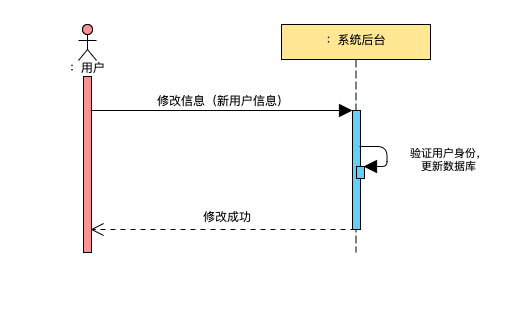 ： 系统后台
： 用户
修改信息（新用户信息）
验证用户身份，
更新数据库
修改成功